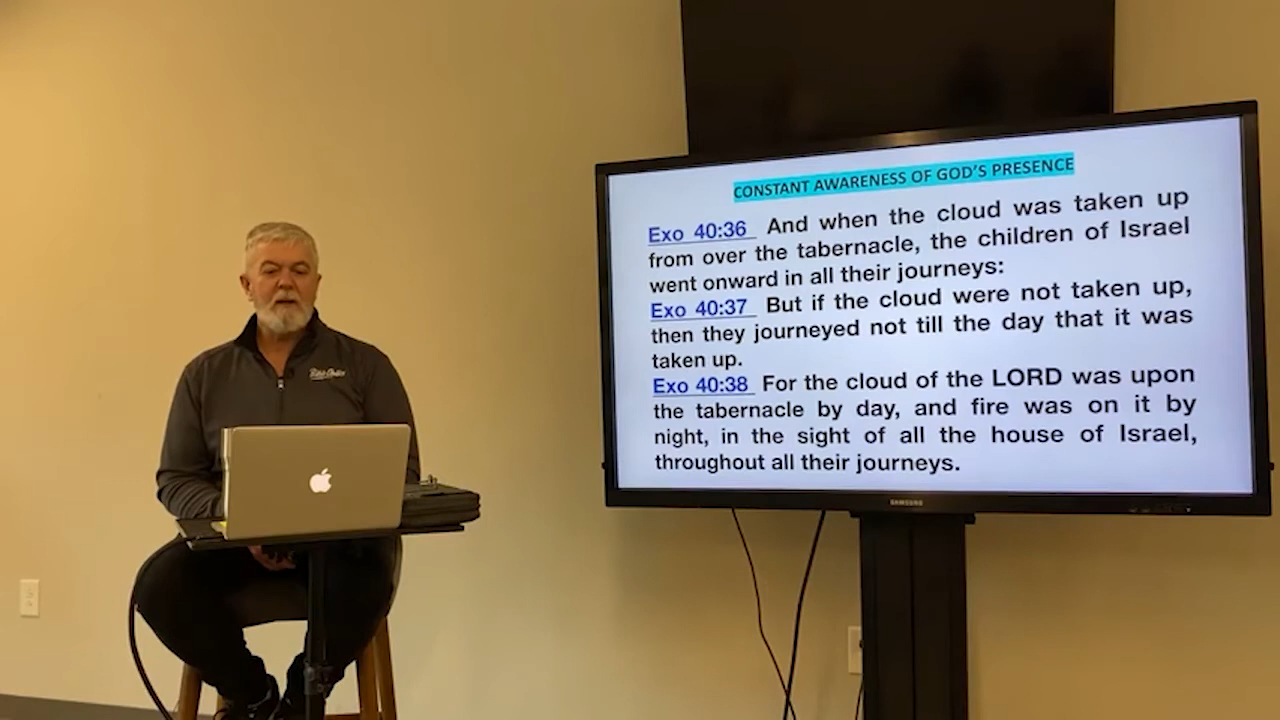 CONSTANT AWARENESS OF GOD'S PRESENCE
Exo 40:36 And when the cloud was taken up
from over the tabernacle, the children of Israel
went onward in all their journeys:
Exo 40:37 But if the cloud were not taken up,
then they journeyed not till the day that it was
taken up.
Exo 40:38 For the cloud of the LORD was upon
the tabernacle by day, and fire was on it by
night, in the sight of all the house of Israel,
throughout all their journeys.
SAMSUNG